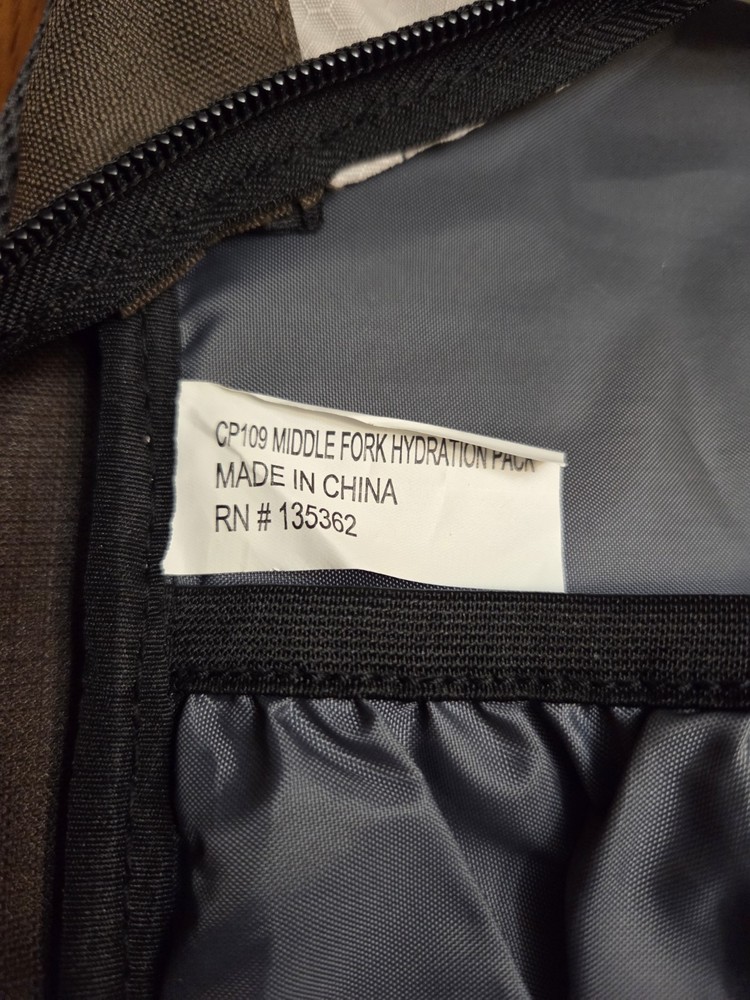 CP109 MIDDLE FORK HYDRATION PACK
MADE IN CHINA
RN # 135362